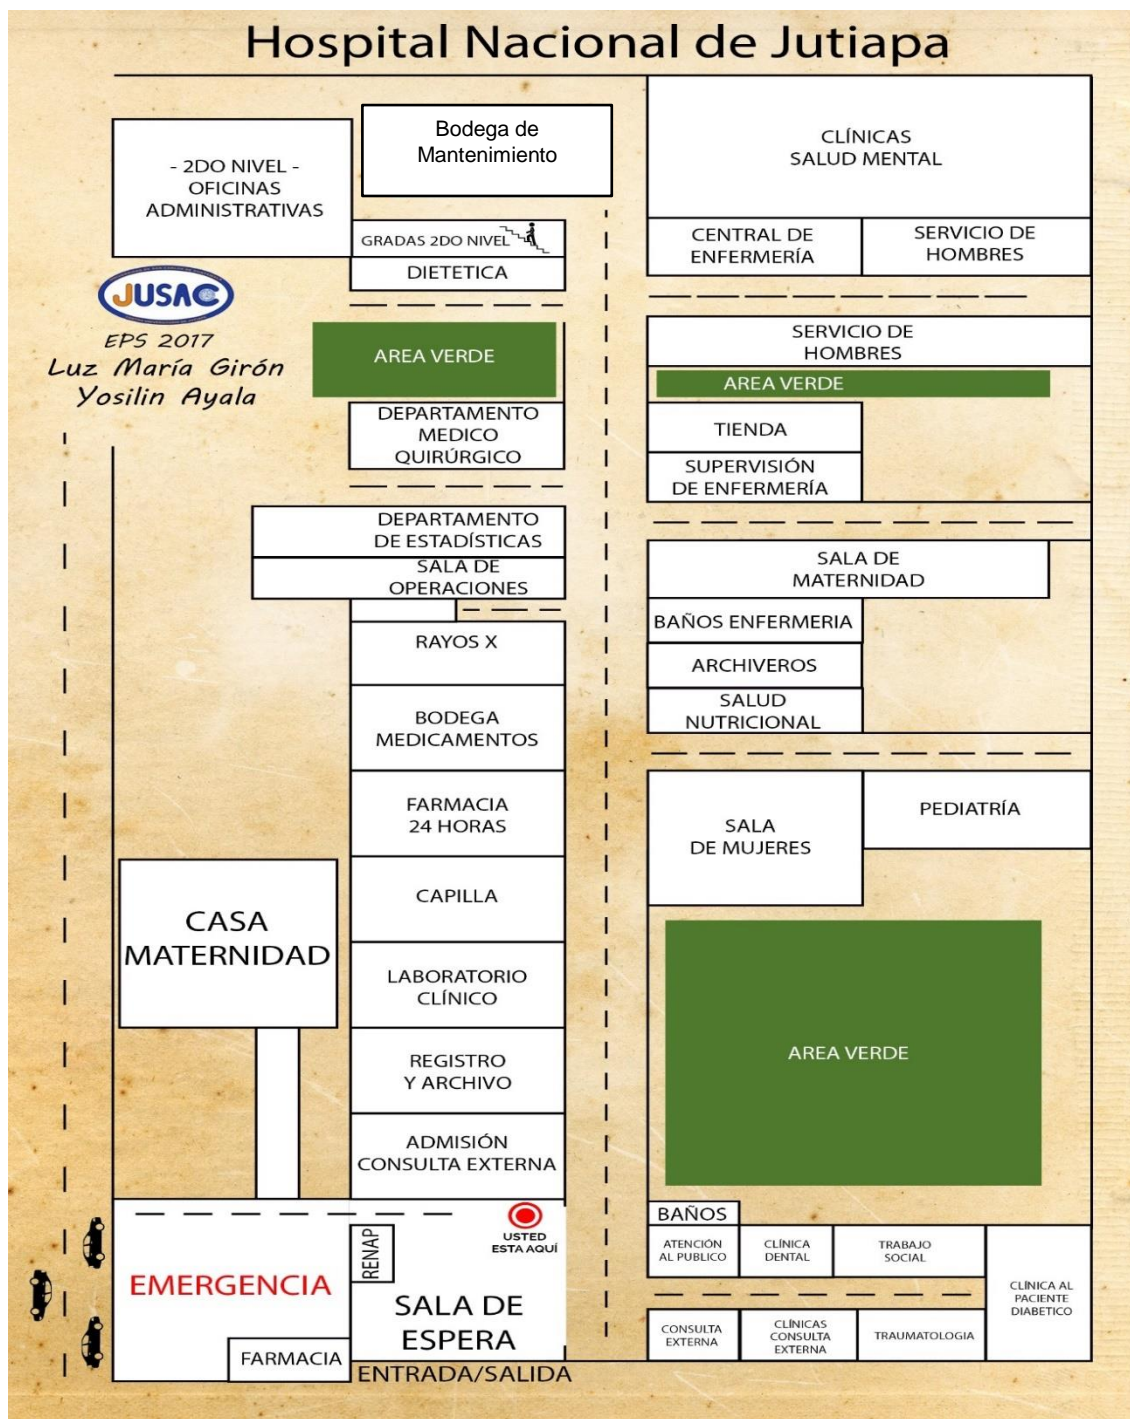 Hospital Nacional de Jutiapa
- 2DO NIVEL -
OFICINAS
ADMINISTRATIVAS
Bodega de
Mantenimiento
GRADAS 2DO NIVEL
DIETETICA
JUSAC
EPS 2017
Luz María Girón
Yosilin Ayala
AREA VERDE
DEPARTAMENTO
MEDICO
QUIRÚRGICO
DEPARTAMENTO
DE ESTADÍSTICAS
SALA DE
OPERACIONES
RAYOS X
BODEGA
MEDICAMENTOS
FARMACIA
24 HORAS
CAPILLA
CASA
MATERNIDAD
LABORATORIO
CLÍNICO
REGISTRO
Y ARCHIVO
ADMISIÓN
CONSULTA EXTERNA
USTED
ESTA AQUÍ
RENAP
EMERGENCIA
SALA DE
ESPERA
FARMACIA
ENTRADA/SALIDA
CLÍNICAS
SALUD MENTAL
CENTRAL DE
ENFERMERÍA
SERVICIO DE
HOMBRES
SERVICIO DE
HOMBRES
AREA VERDE
TIENDA
SUPERVISIÓN
DE ENFERMERÍA
SALA DE
MATERNIDAD
BAÑOS ENFERMERIA
ARCHIVEROS
SALUD
NUTRICIONAL
SALA
DE MUJERES
PEDIATRÍA
AREA VERDE
BAÑOS
ATENCIÓN
AL PUBLICO
CLÍNICA
DENTAL
TRABAJO
SOCIAL
CLÍNICA AL
PACIENTE
DIABETICO
CONSULTA
EXTERNA
CLÍNICAS
CONSULTA
EXTERNA
TRAUMATOLOGIA